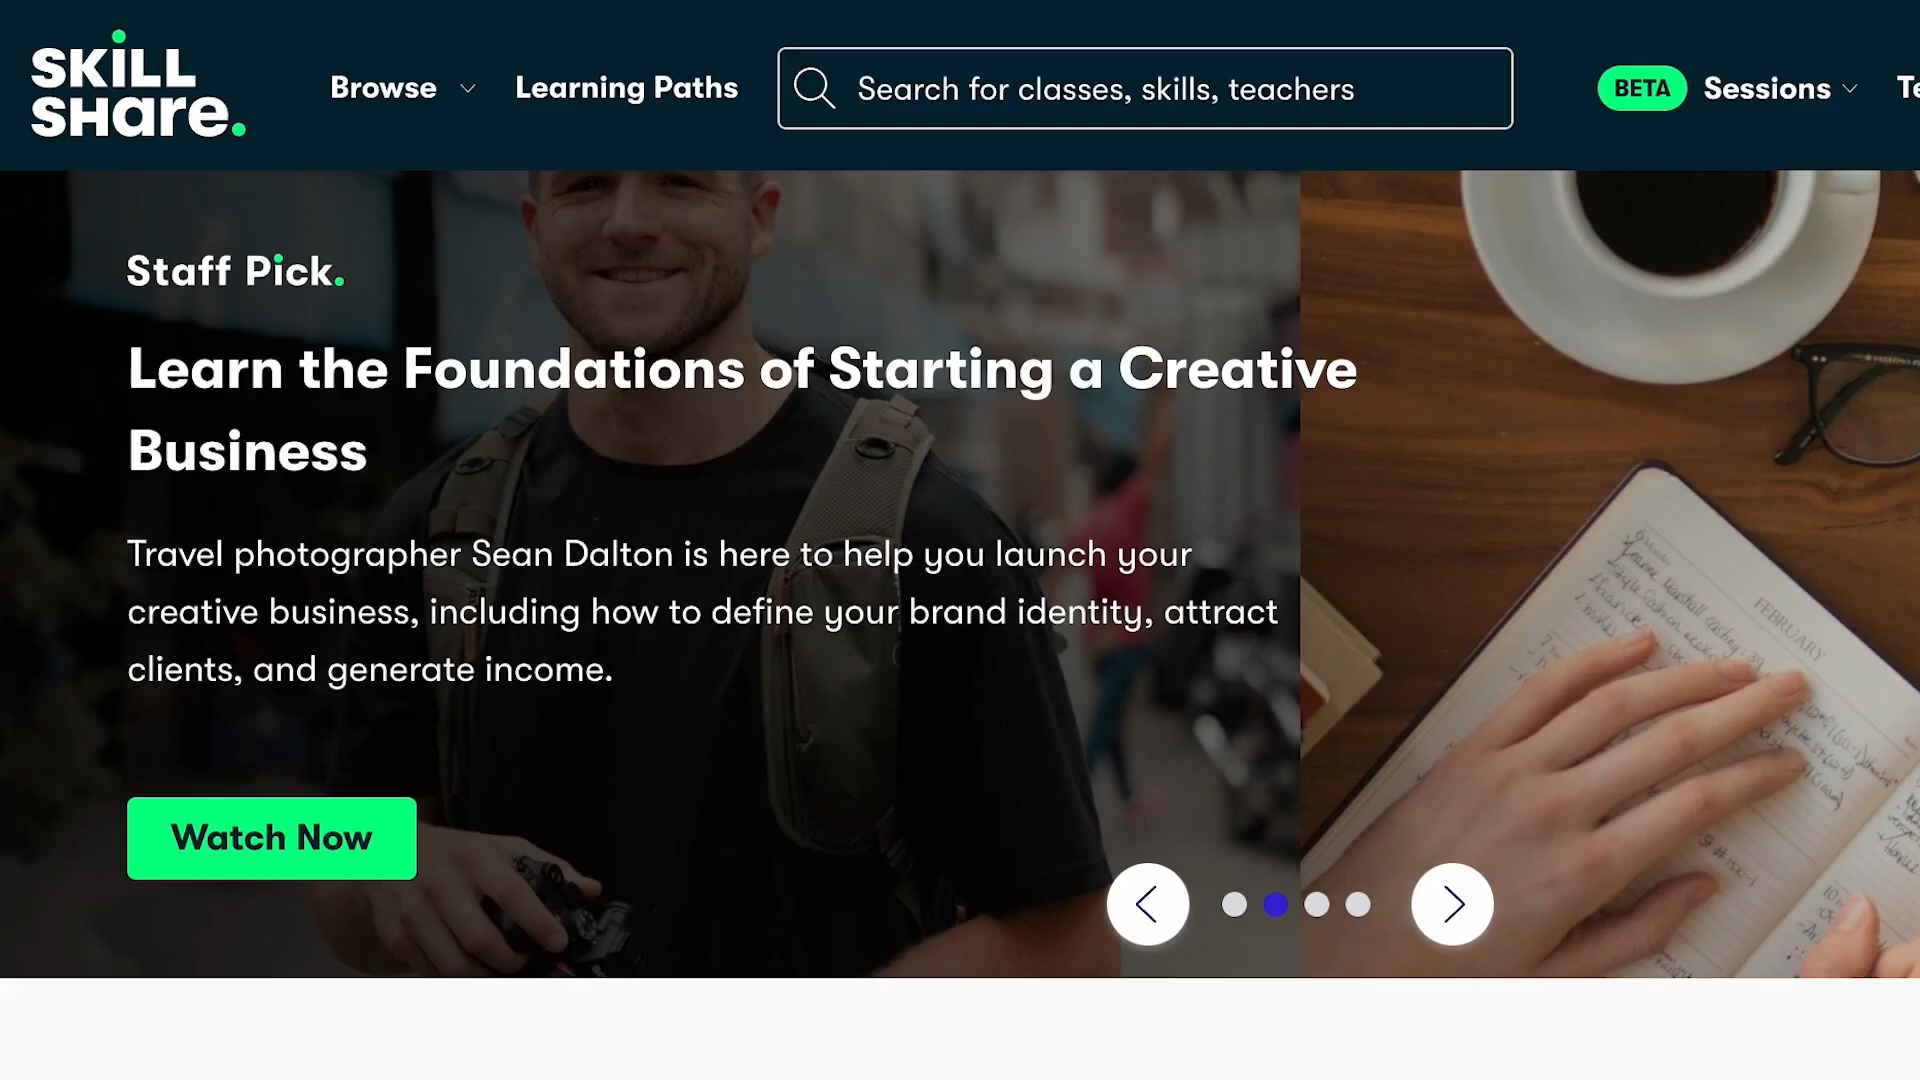 SKILL
SHare.
Browse
Learning Paths
Search for classes, skills, teachers
BETA
Sessions
Staff Pick.
Learn the Foundations of Starting a Creative
Business
Travel photographer Sean Dalton is here to help you launch your
creative business, including how to define your brand identity, attract
clients, and generate income.
Watch Now
FEBRUARY